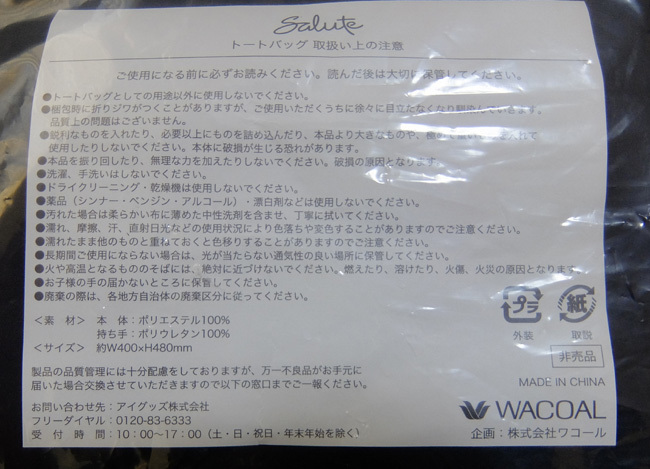 Salute
トートバッグ 取扱い上の注意
ご使用になる前に必ずお読みください。読んだ後は大切に保管してください。
●トートバッグとしての用途以外に使用しないでください。
●梱包時に折りジワがつくことがありますが、ご使用いただくうちに徐々に目立たなくなり馴染んでいきます。
品質上の問題はございません。
●鋭利なものを入れたり、必要以上にものを詰め込んだり、本品より大きなものや、 入れて
使用したりしないでください。本体に破損が生じる恐れがあります。
●本品を振り回したり、無理な力を加えたりしないでください。破損の原因となります。
●洗濯、手洗いはしないでください。
●ドライクリーニング・乾燥機は使用しないでください。
●薬品（シンナー・ベンジン・アルコール）・漂白剤などは使用しないでください。
●汚れた場合は柔らかい布に薄めた中性洗剤を含ませ、丁寧に拭いてください。
●濡れ、摩擦、汗、直射日光などの使用状況により色落ちや変色することがありますのでご注意ください。
●濡れたまま他のものと重ねておくと色移りすることがありますのでご注意ください。
●長期間ご使用にならない場合は、光が当たらない通気性の良い場所に保管してください。
●火や高温となるもののそばには、絶対に近づけないでください。燃えたり、溶けたり、火傷、火災の原因となります。
●お子様の手の届かないところに保管してください。
●廃棄の際は、各地方自治体の廃棄区分に従ってください。
＜素 材＞ 本 体：ポリエステル100%
持ち手：ポリウレタン100%
＜サイズ＞ 約W400×H480mm
プラ 紙
外装 取説
非売品
製品の品質管理には十分配慮をしておりますが、万一不良品がお手元に
届いた場合交換させていただきますので以下の窓口までご一報ください。
MADE IN CHINA
お問い合わせ先：アイグッズ株式会社
フリーダイヤル：0120-83-6333
受 付 時 間：10:00〜17:00（土・日・祝日・年末年始を除く）
WACOAL
企画：株式会社ワコール